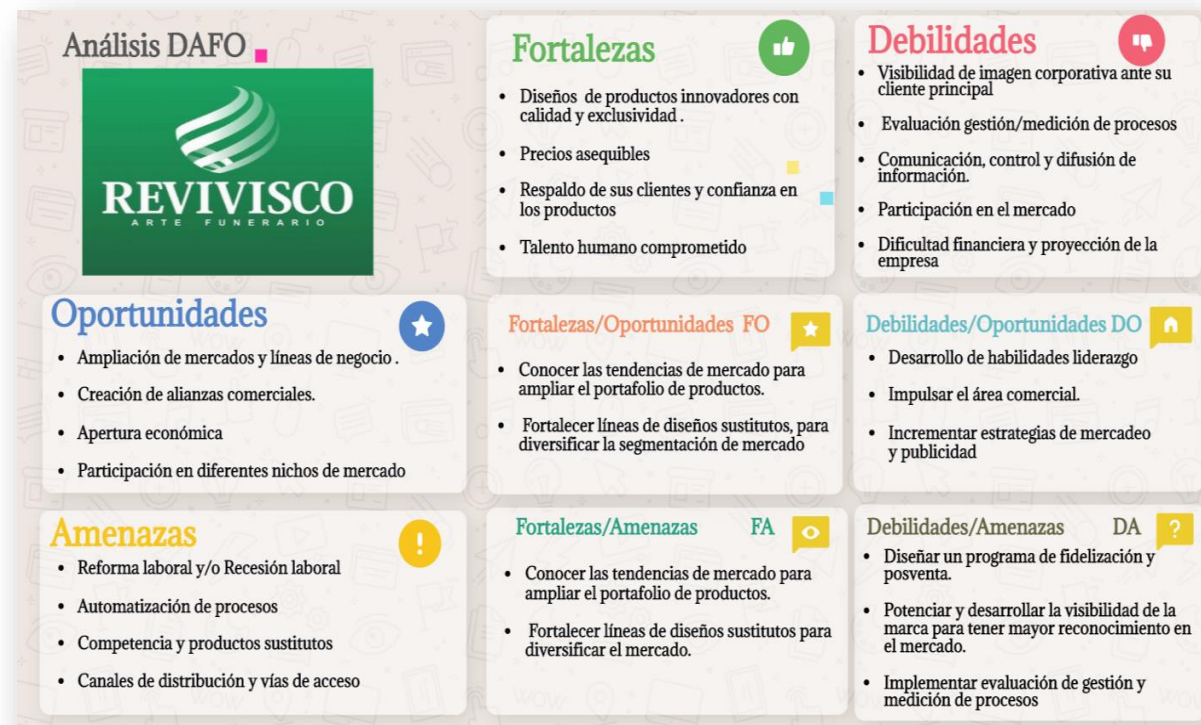 Análisis DAFO
REVIVISCO
ARTE FUNERARIO
Fortalezas
• Diseños de productos innovadores con
calidad y exclusividad .
• Precios asequibles
• Respaldo de sus clientes y confianza en
los productos
• Talento humano comprometido
Debilidades
• Visibilidad de imagen corporativa ante su
cliente principal
• Evaluación gestión/medición de procesos
• Comunicación, control y difusión de
información.
• Participación en el mercado
• Dificultad financiera y proyección de la
empresa
Oportunidades
• Ampliación de mercados y líneas de negocio .
• Creación de alianzas comerciales.
• Apertura económica
• Participación en diferentes nichos de mercado
Fortalezas/Oportunidades FO
• Conocer las tendencias de mercado para
ampliar el portafolio de productos.
• Fortalecer líneas de diseños sustitutos, para
diversificar la segmentación de mercado
Debilidades/Oportunidades DO
• Desarrollo de habilidades liderazgo
• Impulsar el área comercial.
• Incrementar estrategias de mercadeo
y publicidad
Amenazas
• Reforma laboral y/o Recesión laboral
• Automatización de procesos
• Competencia y productos sustitutos
• Canales de distribución y vías de acceso
Fortalezas/Amenazas FA
• Conocer las tendencias de mercado para
ampliar el portafolio de productos.
• Fortalecer líneas de diseños sustitutos para
diversificar el mercado.
Debilidades/Amenazas DA
• Diseñar un programa de fidelización y
posventa.
• Potenciar y desarrollar la visibilidad de la
marca para tener mayor reconocimiento en
el mercado.
• Implementar evaluación de gestión y
medición de procesos